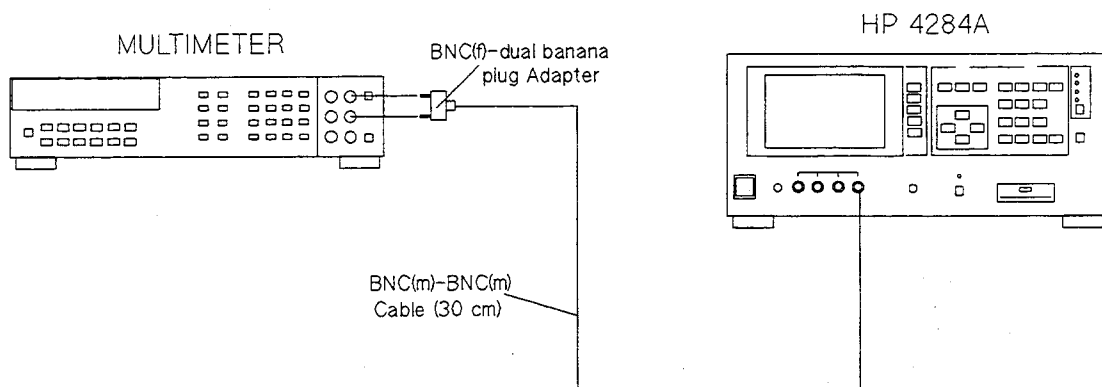 MULTIMETER
BNC(f)-dual banana
plug Adapter
HP 4284A
BNC(m)-BNC(m)
Cable (30 cm)